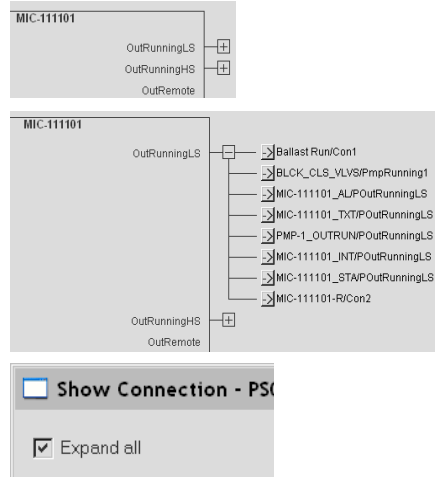 MIC-111101
OutRunningLS
OutRunningHS
OutRemote
MIC-111101
OutRunningLS
Ballast Run/Con1
BLCK_CLS_VLVS/PmpRunning1
MIC-111101_AL/POutRunningLS
MIC-111101_TXT/POutRunningLS
PMP-1_OUTRUN/POutRunningLS
MIC-111101_INT/POutRunningLS
MIC-111101_STA/POutRunningLS
MIC-111101-R/Con2
OutRunningHS
OutRemote
Show Connection - PS
Expand all